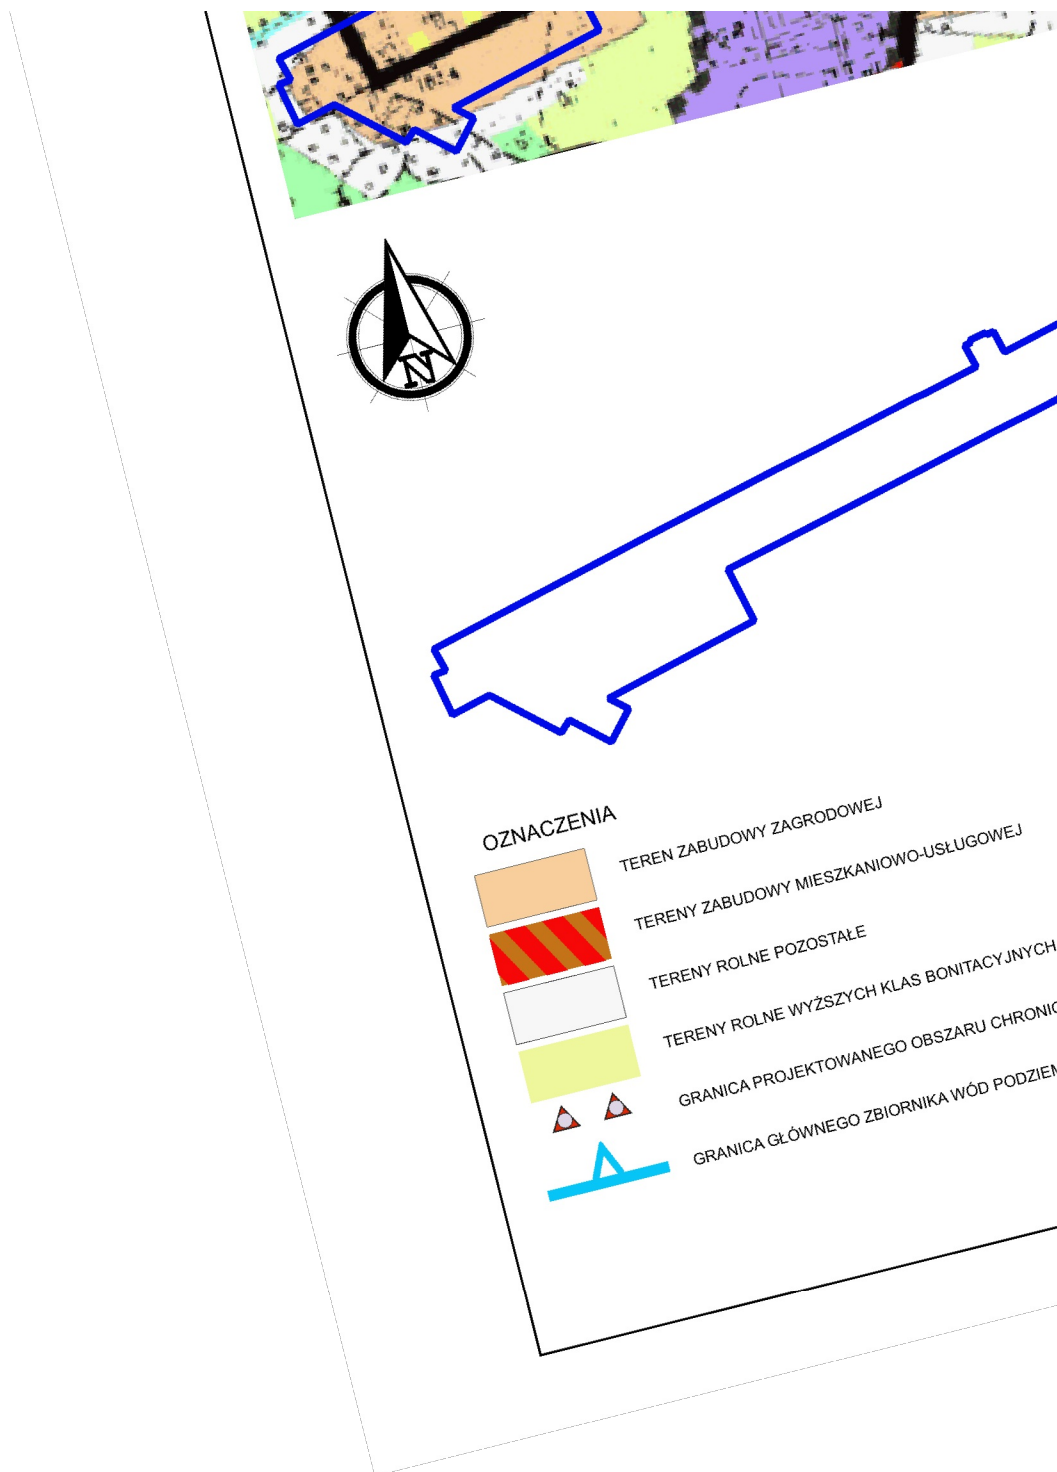 N
OZNACZENIA
TEREN ZABUDOWY ZAGRODOWEJ
TERENY ZABUDOWY MIESZKANIOWO-USŁUGOWEJ
TERENY ROLNE POZOSTAŁE
TERENY ROLNE WYŻSZYCH KLAS BONITACYJNYCH
GRANICA PROJEKTOWANEGO OBSZARU
GRANICA GŁÓWNEGO ZBIORNIKA WÓD